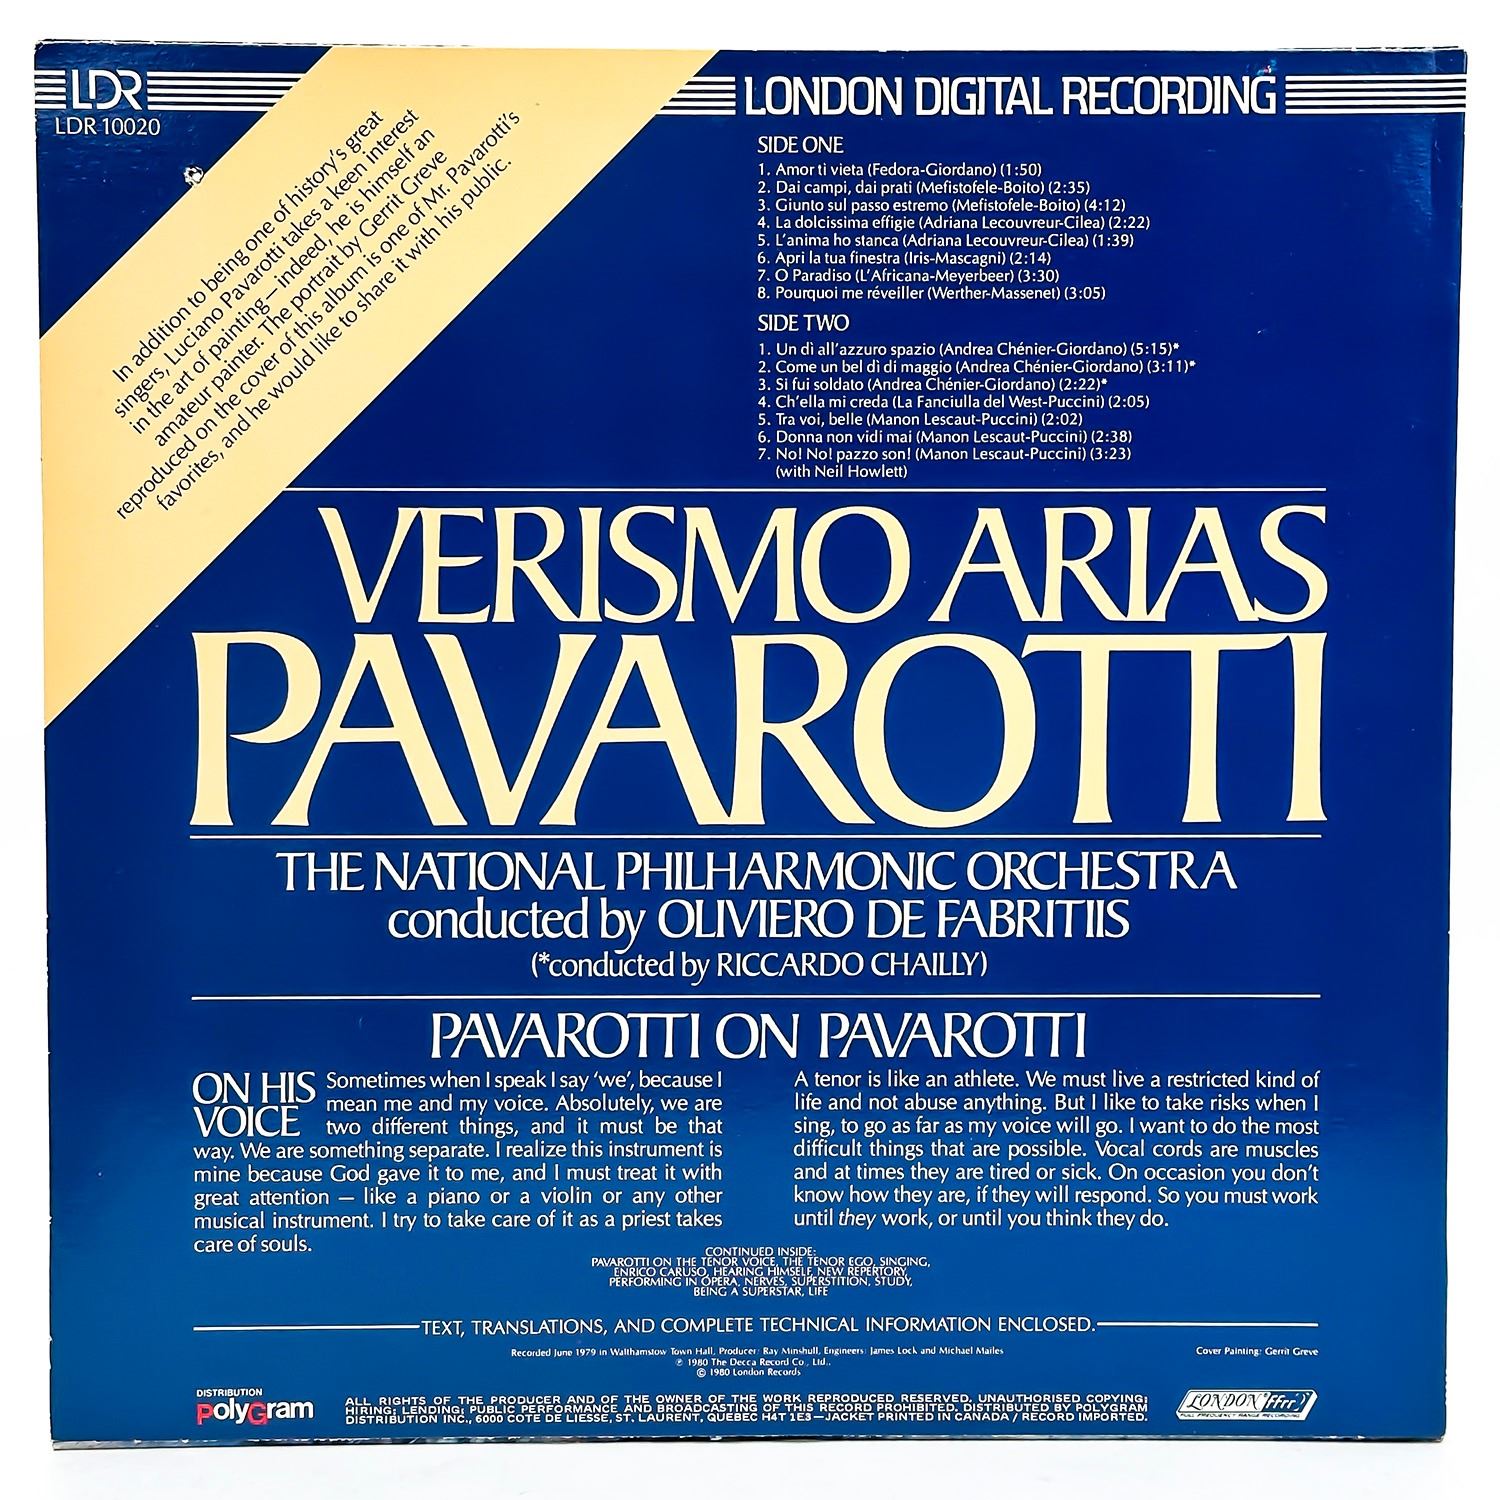 LDR
LDR 10020
LONDON DIGITAL RECORDING
In addition to being one of history's great
singers, Luciano Pavarotti takes a keen interest
in the art of painting — indeed, he is himself an
amateur painter. The portrait by Gerrit Greve
reproduced on the cover of this album is one of Mr. Pavarotti's
favorites, and he would like to share it with his public.
SIDE ONE
1. Amor ti vieta (Fedora-Giordano) (1:50)
2. Dai campi, dai prati (Mefistofele-Boito) (2:35)
3. Giunto sul passo estremo (Mefistofele-Boito) (4:12)
4. La dolcissima effigie (Adriana Lecouvreur-Cilea) (2:22)
5. L'anima ho stanca (Adriana Lecouvreur-Cilea) (1:39)
6. Apri la tua finestra (Iris-Mascagni) (2:14)
7. O Paradiso (L'Africana-Meyerbeer) (3:30)
8. Pourquoi me réveiller (Werther-Massenet) (3:05)
SIDE TWO
1. Un dì all'azzuro spazio (Andrea Chénier-Giordano) (5:15)*
2. Come un bel dì di maggio (Andrea Chénier-Giordano) (3:11)*
3. Si fui soldato (Andrea Chénier-Giordano) (2:22)*
4. Ch'ella mi creda (La Fanciulla del West-Puccini) (2:05)
5. Tra voi, belle (Manon Lescaut-Puccini) (2:02)
6. Donna non vidi mai (Manon Lescaut-Puccini) (2:38)
7. No! No! pazzo son! (Manon Lescaut-Puccini) (3:23)
(with Neil Howlett)
VERISMO ARIAS
PAVAROTTI
THE NATIONAL PHILHARMONIC ORCHESTRA
conducted by OLIVIERO DE FABRITIIS
(*conducted by RICCARDO CHAILLY)
PAVAROTTI ON PAVAROTTI
ON HIS
VOICE
Sometimes when I speak I say 'we', because I
mean me and my voice. Absolutely, we are
two different things, and it must be that
way. We are something separate. I realize this instrument is
mine because God gave it to me, and I must treat it with
great attention — like a piano or a violin or any other
musical instrument. I try to take care of it as a priest takes
care of souls.
A tenor is like an athlete. We must live a restricted kind of
life and not abuse anything. But I like to take risks when I
sing, to go as far as my voice will go. I want to do the most
difficult things that are possible. Vocal cords are muscles
and at times they are tired or sick. On occasion you don't
know how they are, if they will respond. So you must work
until they work, or until you think they do.
CONTINUED INSIDE:
PAVAROTTI ON THE TENOR VOICE, THE TENOR EGO, SINGING,
ENRICO CARUSO, HEARING HIMSELF, NEW REPERTORY,
PERFORMING IN OPERA, NERVES, SUPERSTITION, STUDY,
BEING A SUPERSTAR, LIFE
TEXT, TRANSLATIONS, AND COMPLETE TECHNICAL INFORMATION ENCLOSED.
Recorded June 1979 in Walthamstow Town Hall, Producer: Ray Minshull, Engineers: James Lock and Michael Mailes
℗ 1980 The Decca Record Co., Ltd.,
© 1980 London Records
Cover Painting: Gerrit Greve
DISTRIBUTION
PolyGram
ALL RIGHTS OF THE PRODUCER AND OF THE OWNER OF THE WORK REPRODUCED RESERVED. UNAUTHORISED COPYING;
HIRING; LENDING; PUBLIC PERFORMANCE AND BROADCASTING OF THIS RECORD PROHIBITED. DISTRIBUTED BY POLYGRAM
DISTRIBUTION INC., 6000 COTE DE LIESSE, ST. LAURENT, QUEBEC H4T 1E3—JACKET PRINTED IN CANADA / RECORD IMPORTED.
LONDON ffrr
FULL FREQUENCY RANGE RECORDING